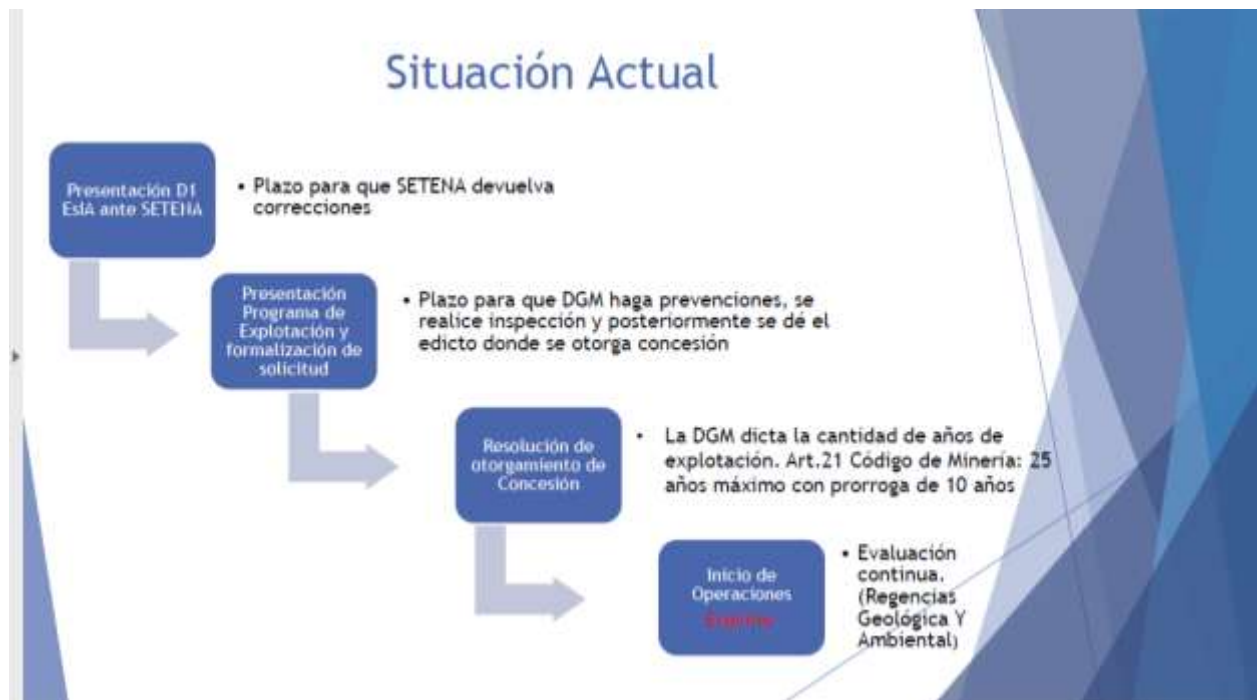 Situación Actual
Presentación D1
EsIA ante SETENA
• Plazo para que SETENA devuelva
correcciones
Presentación
Programa de
Explotación y
formalización de
solicitud
• Plazo para que DGM haga prevenciones, se
realice inspección y posteriormente se dé el
edicto donde se otorga concesión
Resolución de
otorgamiento de
Concesión
• La DGM dicta la cantidad de años de
explotación. Art.21 Código de Minería: 25
años máximo con prorroga de 10 años
Inicio de
Operaciones
• Evaluación
continua.
(Regencias
Geológica Y
Ambiental)